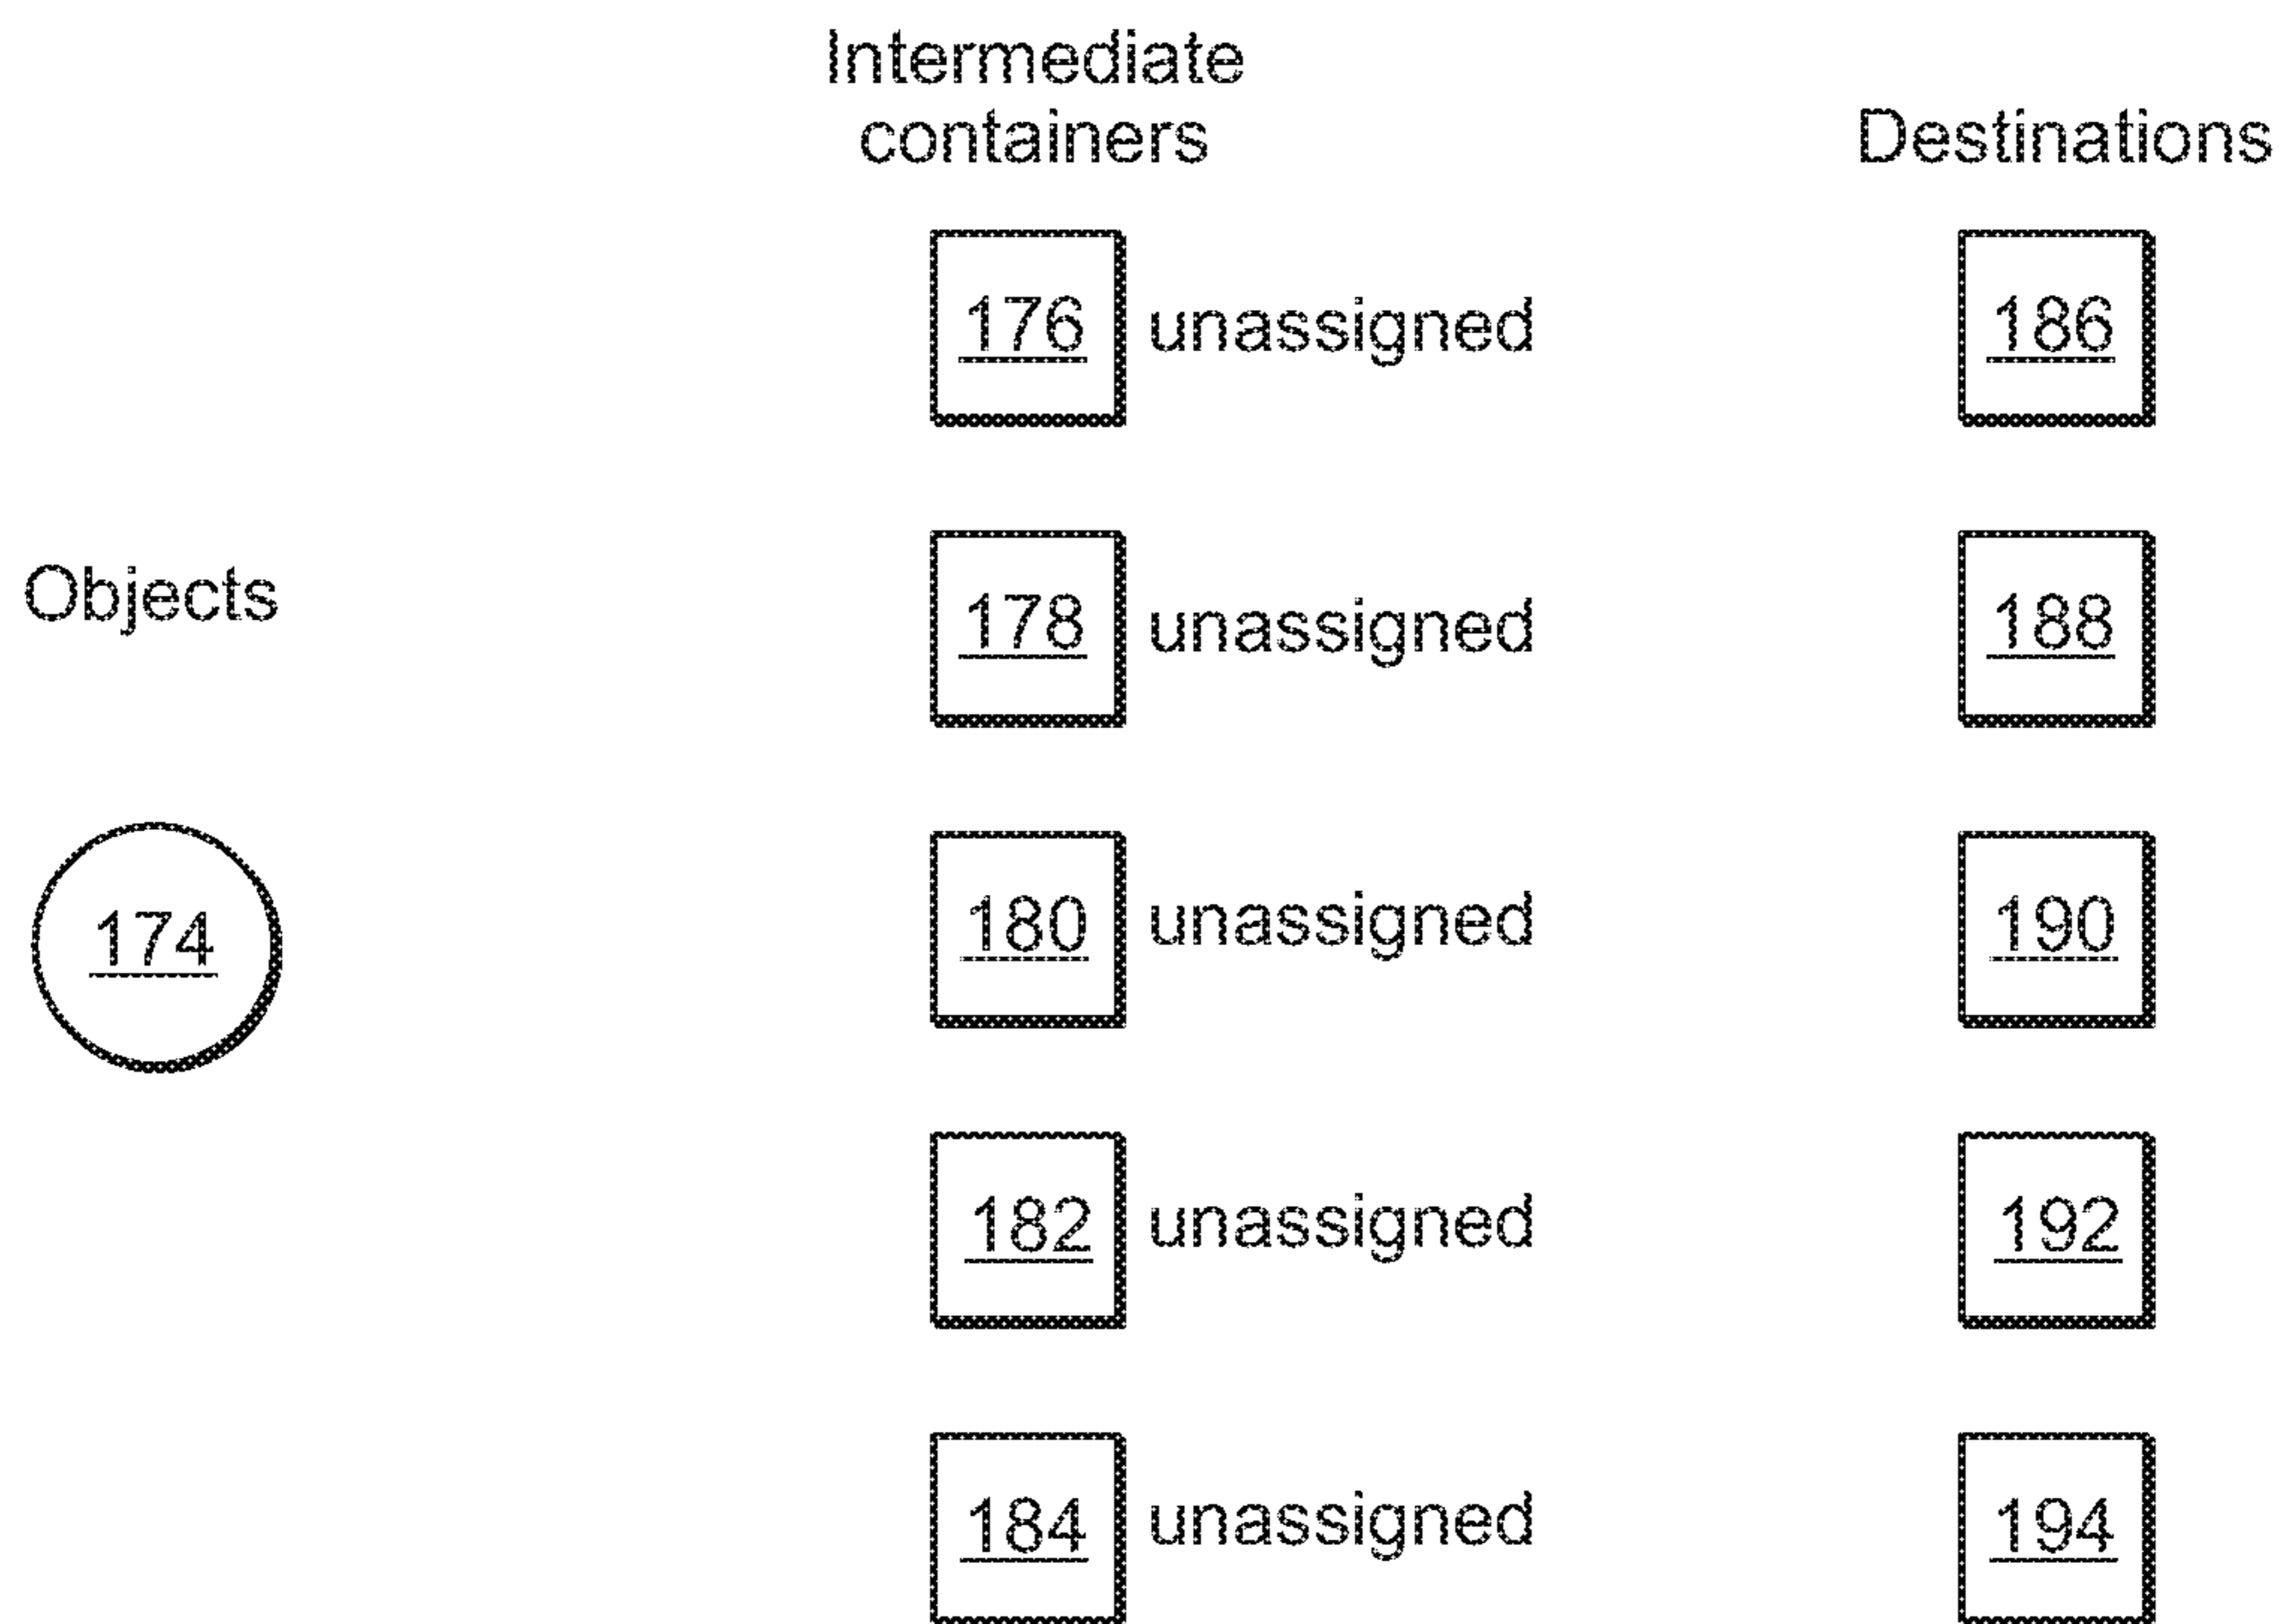 Intermediate
containers
Destinations
176 unassigned
186
Objects
178 unassigned
188
174
180 unassigned
190
182 unassigned
192
184 unassigned
194